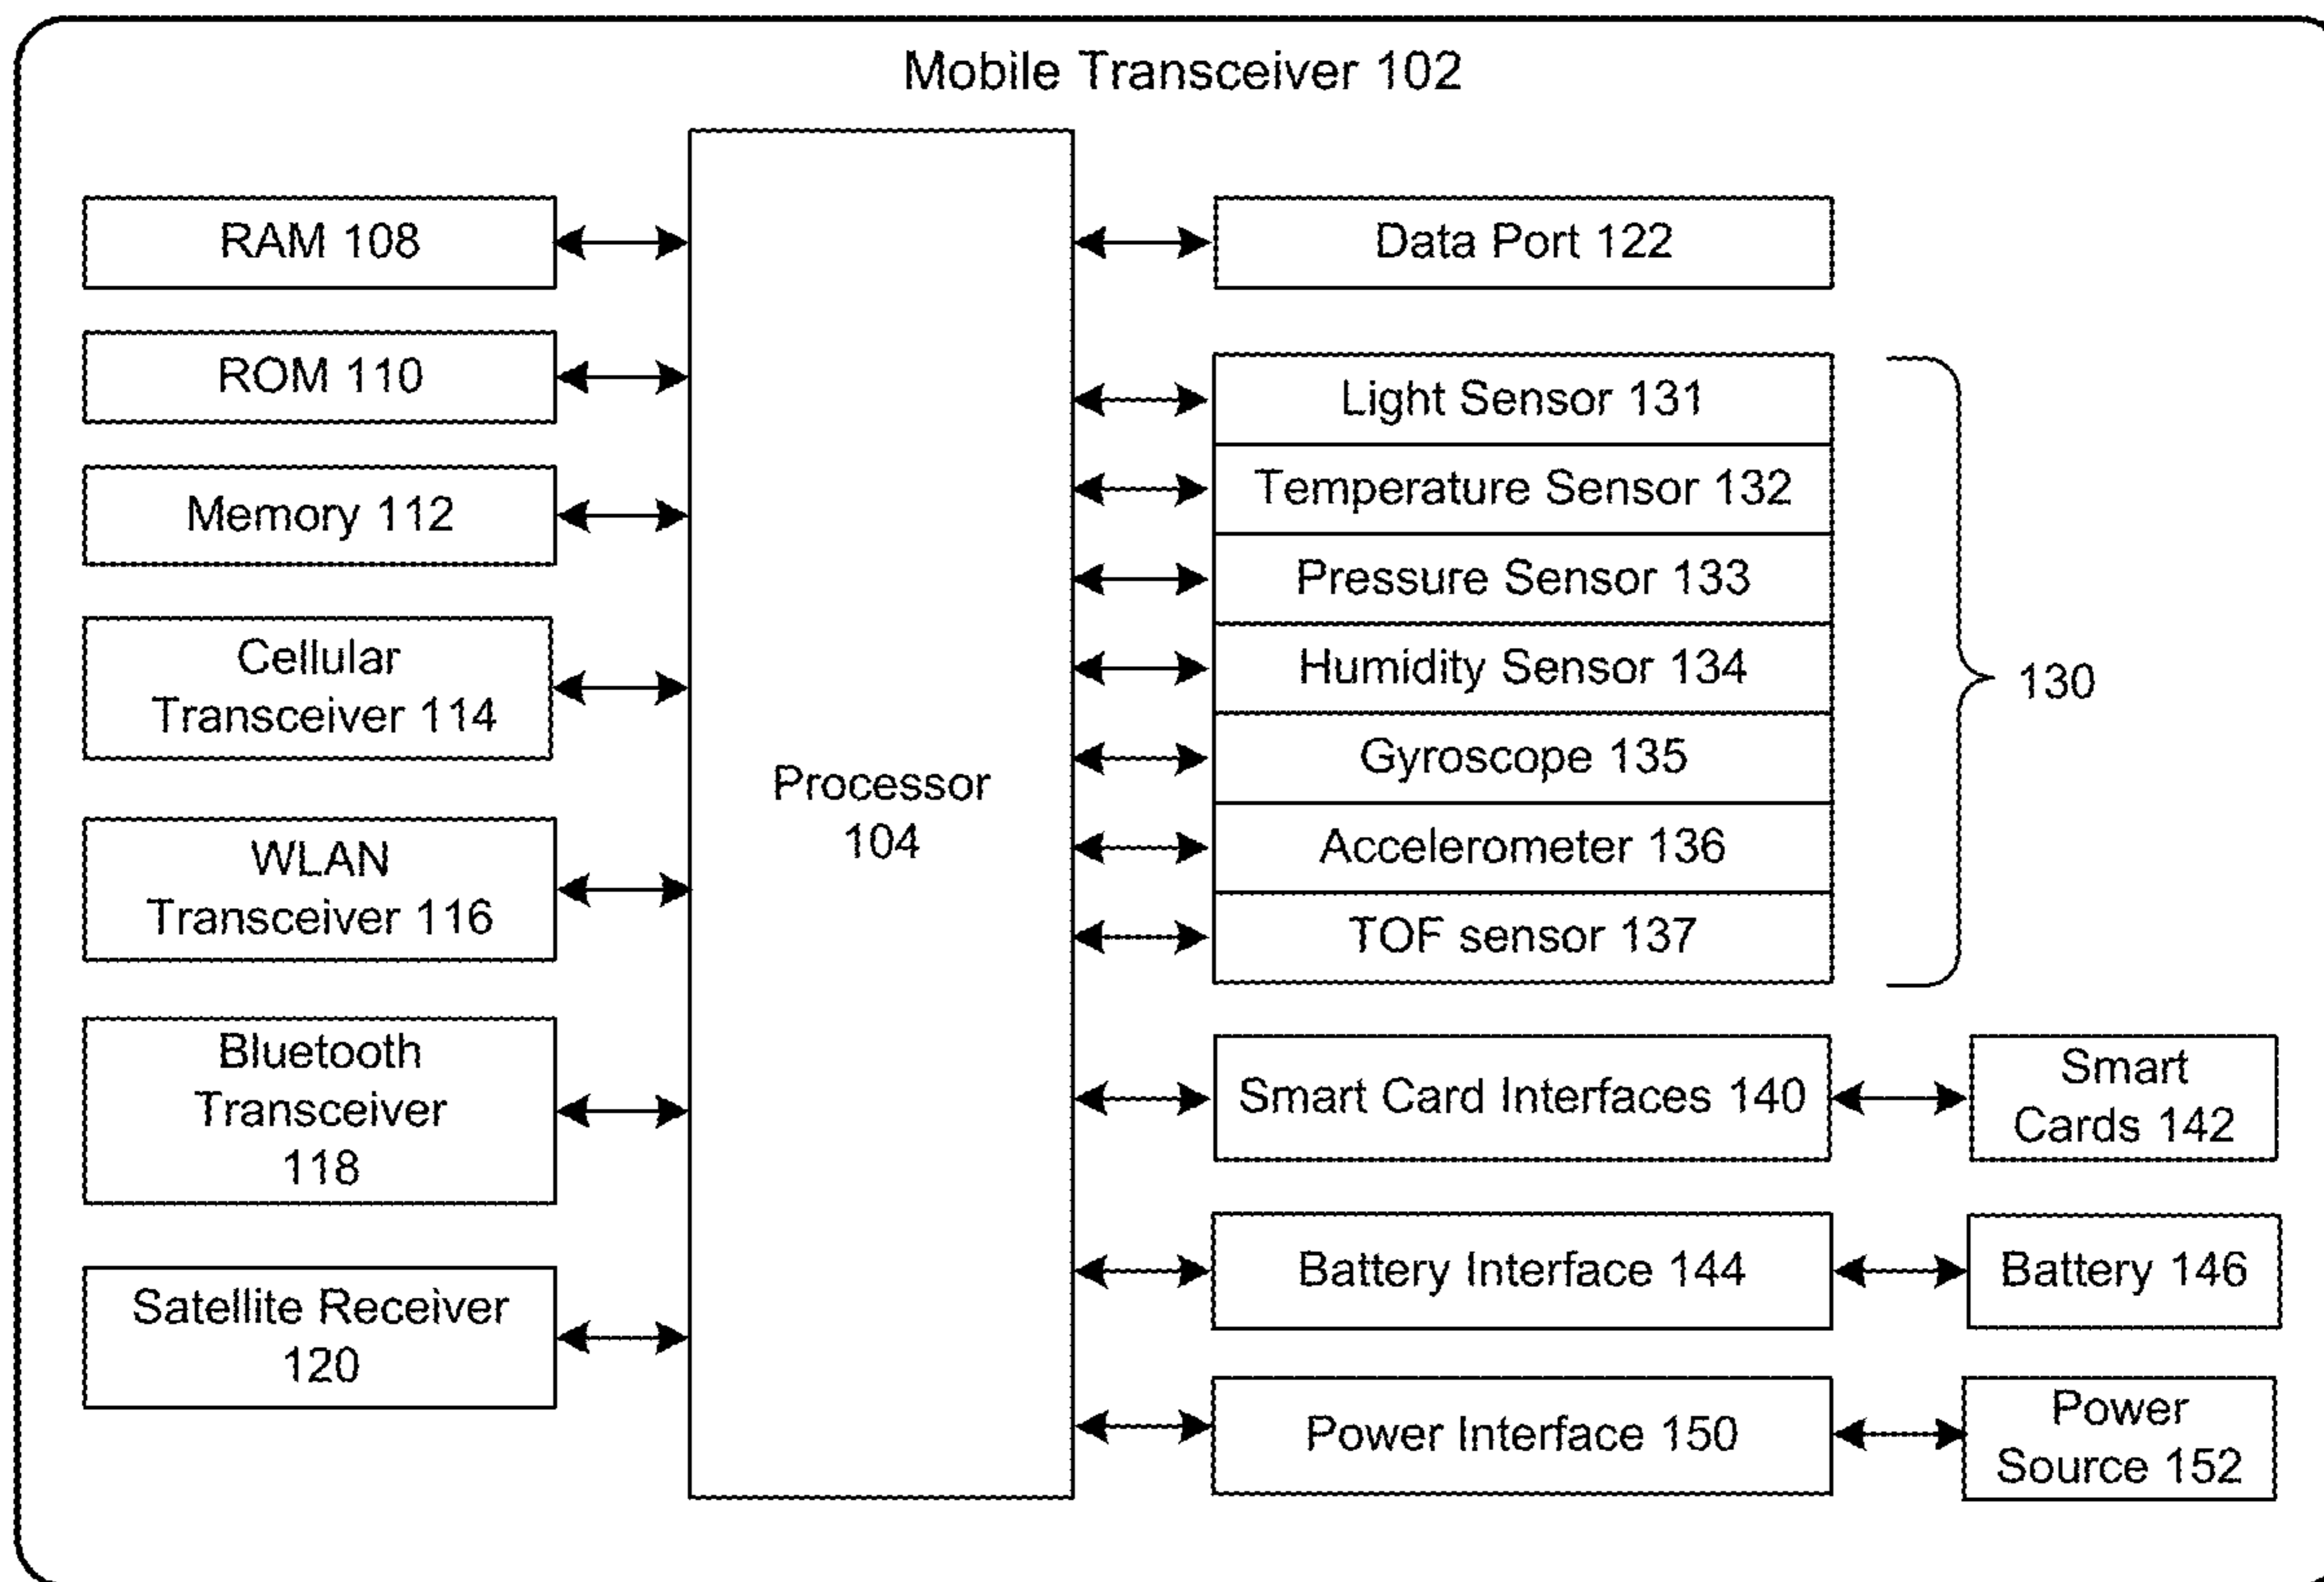 Mobile Transceiver 102
RAM 108
ROM 110
Memory 112
Cellular
Transceiver 114
WLAN
Transceiver 116
Bluetooth
Transceiver
118
Satellite Receiver
120
Processor
104
Data Port 122
Light Sensor 131
Temperature Sensor 132
Pressure Sensor 133
Humidity Sensor 134
Gyroscope 135
Accelerometer 136
TOF sensor 137
130
Smart Card Interfaces 140
Smart
Cards 142
Battery Interface 144
Battery 146
Power Interface 150
Power
Source 152